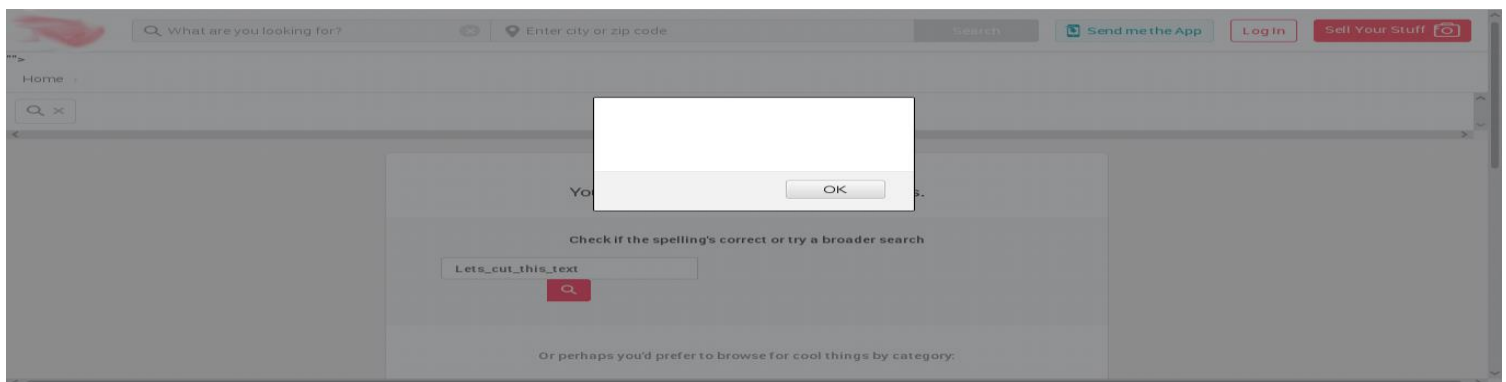 What are you looking for?
Enter city or zip code
Search
Send me the App
Log In
Sell Your Stuff
"">
Home
OK
Check if the spelling's correct or try a broader search
Lets_cut_this_text
Or perhaps you'd prefer to browse for cool things by category: